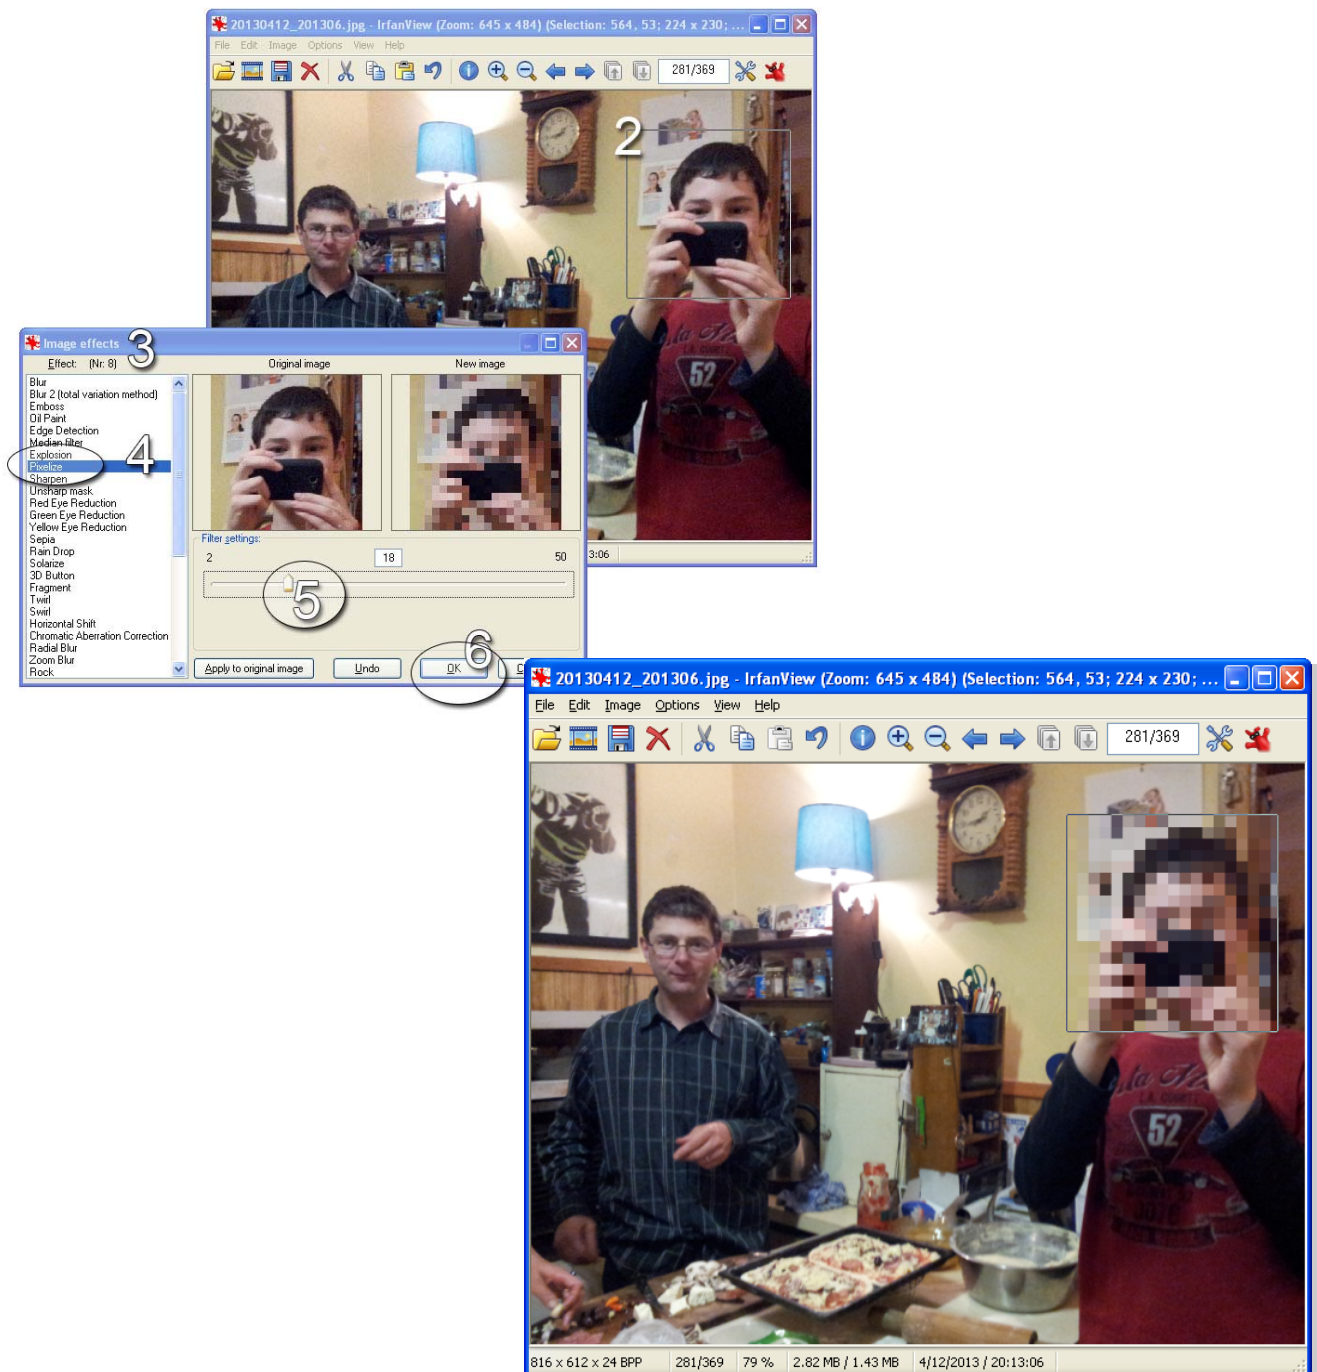 20130412_201306.jpg - IrfanView (Zoom: 645 x 484) (Selection: 564, 53; 224 x 230; ...
File Edit Image Options View Help
281/369
2
52
3:06
Image effects
3
Effect: (Nr: 8)
Original image
New image
Blur
Blur 2 (total variation method)
Emboss
Oil Paint
Edge Detection
Median filter
Explosion
Pixelize
4
Sharpen
Unsharp mask
Red Eye Reduction
Green Eye Reduction
Yellow Eye Reduction
Sepia
Rain Drop
Solarize
3D Button
Fragment
Twirl
Swirl
Horizontal Shift
Chromatic Aberration Correction
Radial Blur
Zoom Blur
Rock
Filter settings:
2 18 50
5
6
Apply to original image
Undo
OK
C
20130412_201306.jpg - IrfanView (Zoom: 645 x 484) (Selection: 564, 53; 224 x 230; ...
File Edit Image Options View Help
281/369
52
816 x 612 x 24 BPP 281/369 79 % 2.82 MB / 1.43 MB 4/12/2013 / 20:13:06